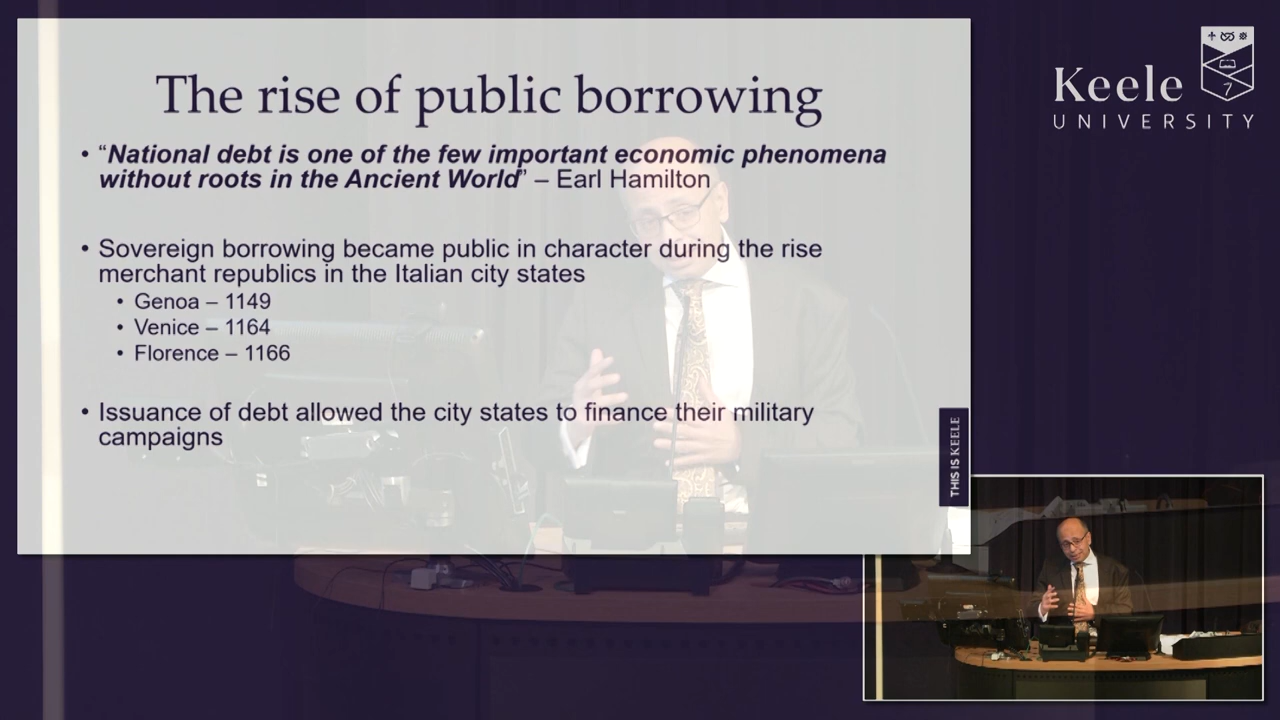 The rise of public borrowing
• “National debt is one of the few important economic phenomena
without roots in the Ancient World” – Earl Hamilton
• Sovereign borrowing became public in character during the rise
merchant republics in the Italian city states
• Genoa – 1149
• Venice – 1164
• Florence – 1166
• Issuance of debt allowed the city states to finance their military
campaigns
THIS IS KEELE
Keele
UNIVERSITY